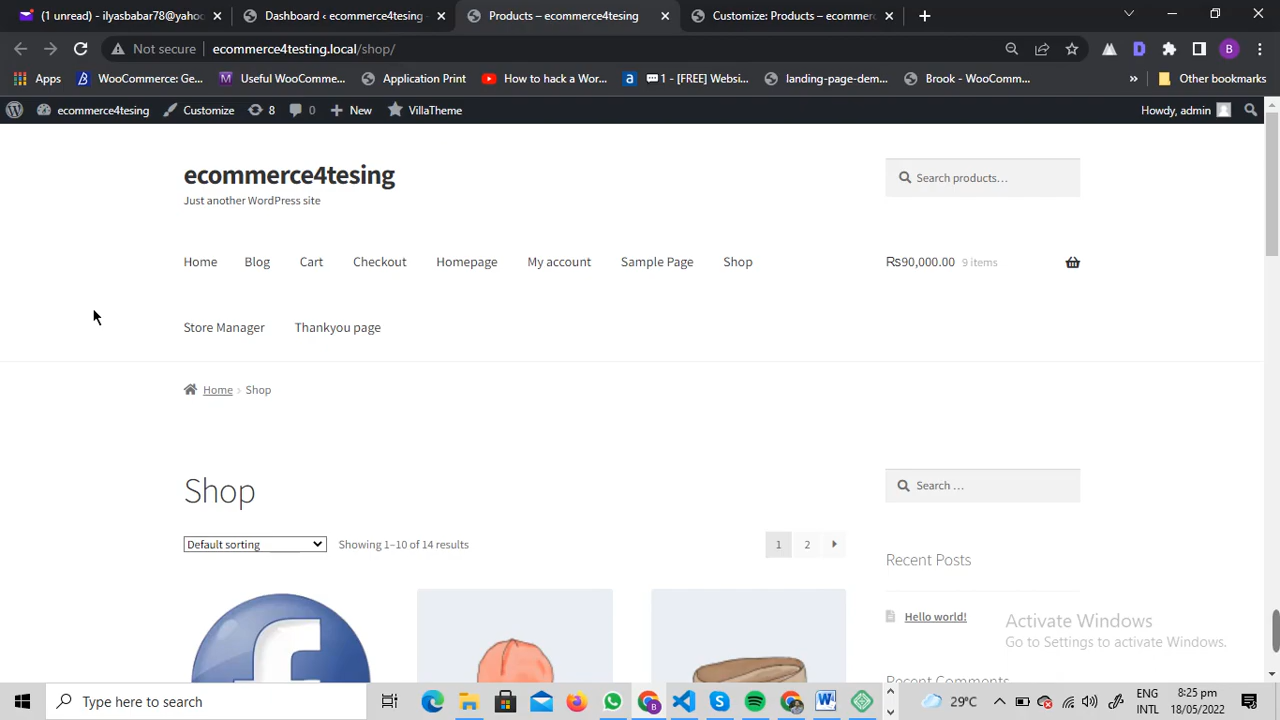 (1 unread) - ilysbabar78@yaho
Dashboard ‹ ecommerce4tesing
Products – ecommerce4tesing
Customize: Products – ecommerc
Not secure
ecommerce4testing.local/shop/
B
Apps
WooCommerce: Ge...
Useful WooComme...
Application Print
How to hack a Wor...
1 - [FREE] Websi...
landing-page-dem...
Brook – WooComm...
Other bookmarks
ecommerce4tesing
Customize
8
0
New
VillaTheme
Howdy, admin
ecommerce4tesing
Just another WordPress site
Search products…
Home
Blog
Cart
Checkout
Homepage
My account
Sample Page
Shop
₨90,000.00 9 items
Store Manager
Thankyou page
Home › Shop
Shop
Search …
Default sorting
Showing 1–10 of 14 results
1
2
Recent Posts
Hello world!
Activate Windows
Go to Settings to activate Windows.
Recent Comments
Type here to search
29°C
ENG
INTL
8:25 pm
18/05/2022